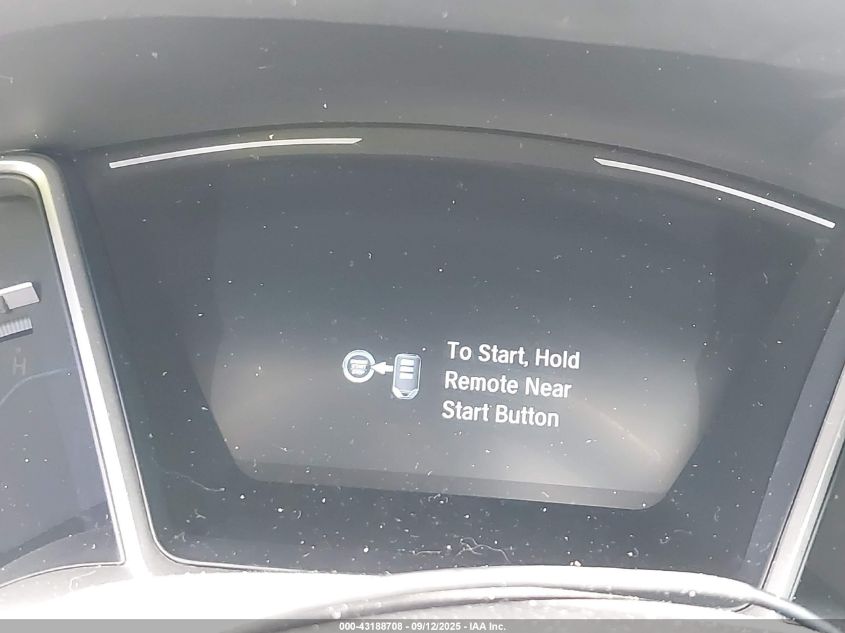 To Start, Hold
Remote Near
Start Button
H
000-43188708 - 09/12/2025 - IAA Inc.